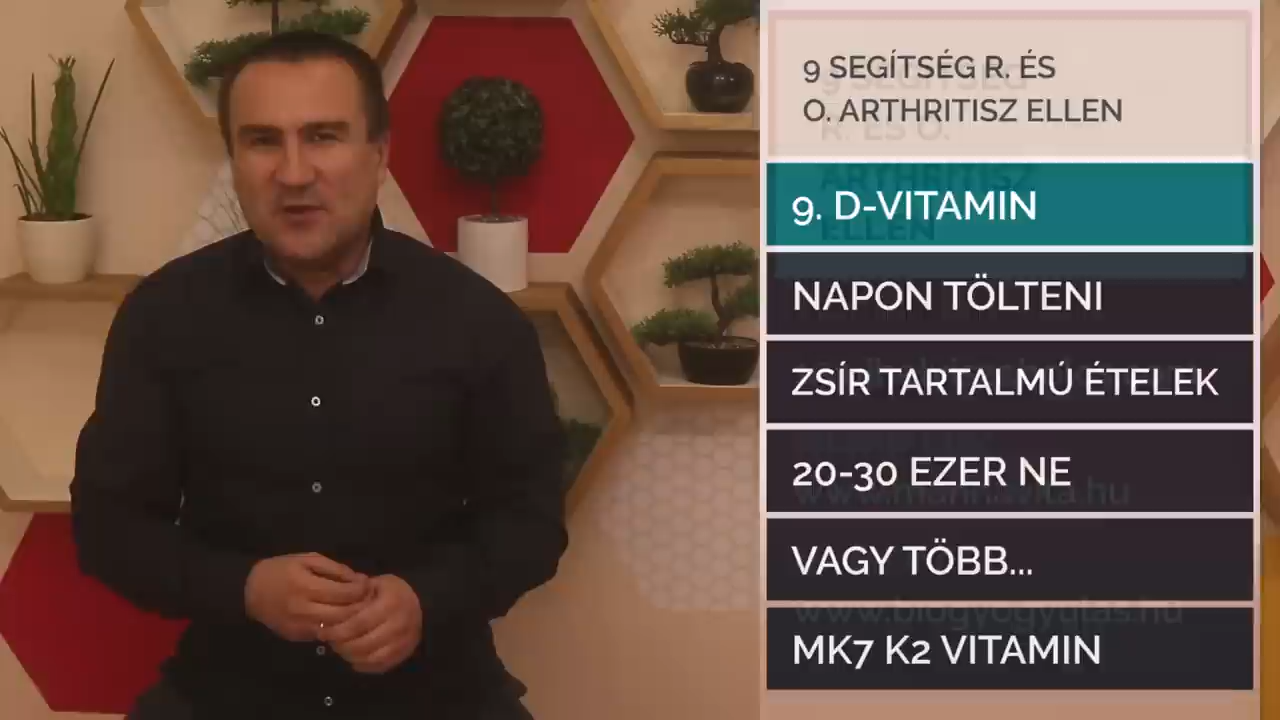 9 SEGÍTSÉG R. ÉS
O. ARTHRITISZ ELLEN
9. D-VITAMIN
NAPON TÖLTENI
ZSÍR TARTALMÚ ÉTELEK
20-30 EZER NE
VAGY TÖBB...
MK7 K2 VITAMIN